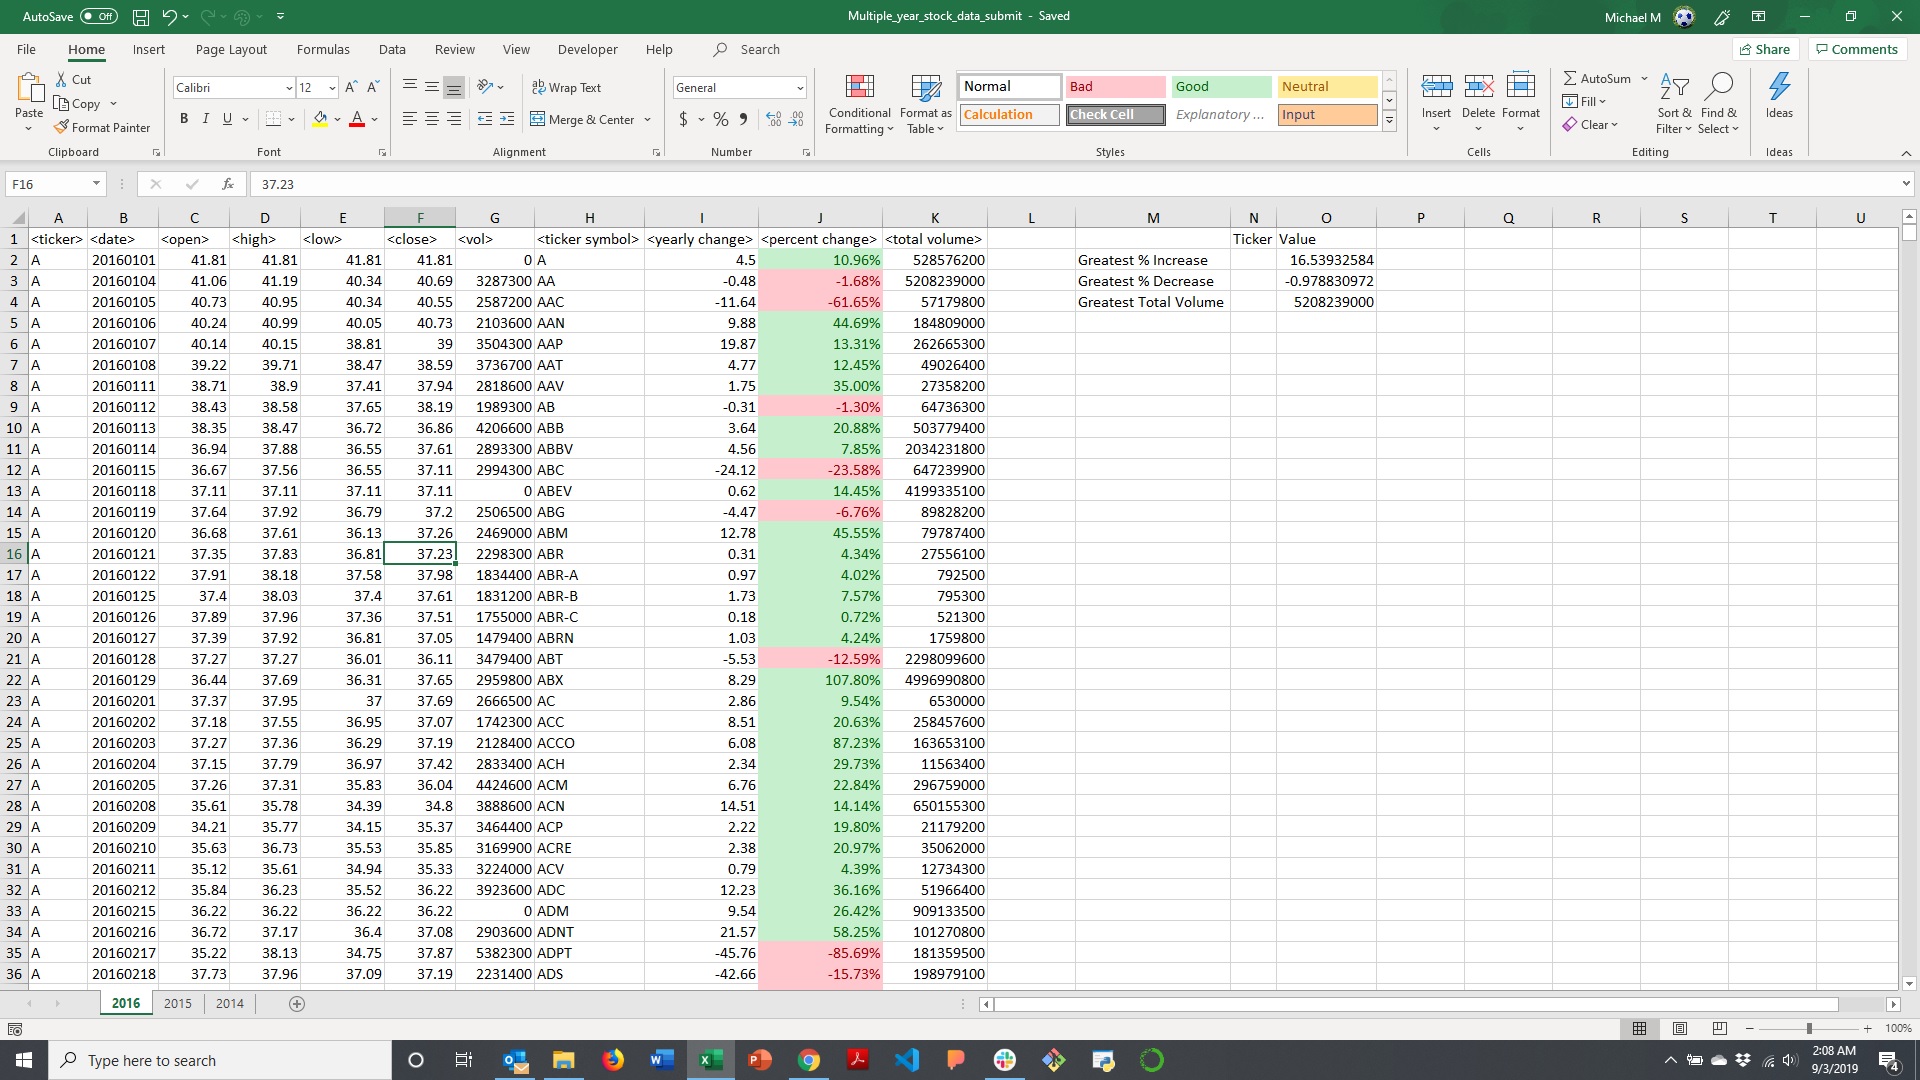 AutoSave Off Multiple_year_stock_data_submit - Saved Michael M
File Home Insert Page Layout Formulas Data Review View Developer Help Search Share Comments
Paste Cut Copy Format Painter
Calibri 12
B I U
Wrap Text
Merge & Center
General
$ % 9
Conditional Formatting Format as Table
Normal Bad Good Neutral
Calculation Check Cell Explanatory ... Input
Insert Delete Format
AutoSum Fill Clear
Sort & Filter Find & Select Ideas
Clipboard Font Alignment Number Styles Cells Editing Ideas
F16 fx 37.23
A B C D E F G H I J K L M N O P Q R S T U
1 <ticker> <date> <open> <high> <low> <close> <vol> <ticker symbol> <yearly change> <percent change> <total volume> Ticker Value
2 A 20160101 41.81 41.81 41.81 41.81 0 A 4.5 10.96% 528576200 Greatest % Increase 16.53932584
3 A 20160104 41.06 41.19 40.34 40.69 3287300 AA -0.48 -1.68% 5208239000 Greatest % Decrease -0.978830972
4 A 20160105 40.73 40.95 40.34 40.55 2587200 AAC -11.64 -61.65% 57179800 Greatest Total Volume 5208239000
5 A 20160106 40.24 40.99 40.05 40.73 2103600 AAN 9.88 44.69% 184809000
6 A 20160107 40.14 40.15 38.81 39 3504300 AAP 19.87 13.31% 262665300
7 A 20160108 39.22 39.71 38.47 38.59 3736700 AAT 4.77 12.45% 49026400
8 A 20160111 38.71 38.9 37.41 37.94 2818600 AAV 1.75 35.00% 27358200
9 A 20160112 38.43 38.58 37.65 38.19 1989300 AB -0.31 -1.30% 64736300
10 A 20160113 38.35 38.47 36.72 36.86 4206600 ABB 3.64 20.88% 503779400
11 A 20160114 36.94 37.88 36.55 37.61 2893300 ABBV 4.56 7.85% 2034231800
12 A 20160115 36.67 37.56 36.55 37.11 2994300 ABC -24.12 -23.58% 647239900
13 A 20160118 37.11 37.11 37.11 37.11 0 ABEV 0.62 14.45% 4199335100
14 A 20160119 37.64 37.92 36.79 37.2 2506500 ABG -4.47 -6.76% 89828200
15 A 20160120 36.68 37.61 36.13 37.26 2469000 ABM 12.78 45.55% 79787400
16 A 20160121 37.35 37.83 36.81 37.23 2298300 ABR 0.31 4.34% 27556100
17 A 20160122 37.91 38.18 37.58 37.98 1834400 ABR-A 0.97 4.02% 792500
18 A 20160125 37.4 38.03 37.4 37.61 1831200 ABR-B 1.73 7.57% 795300
19 A 20160126 37.89 37.96 37.36 37.51 1755000 ABR-C 0.18 0.72% 521300
20 A 20160127 37.39 37.92 36.81 37.05 1479400 ABRN 1.03 4.24% 1759800
21 A 20160128 37.27 37.27 36.01 36.11 3479400 ABT -5.53 -12.59% 2298099600
22 A 20160129 36.44 37.69 36.31 37.65 2959800 ABX 8.29 107.80% 4996990800
23 A 20160201 37.37 37.95 37 37.69 2666500 AC 2.86 9.54% 6530000
24 A 20160202 37.18 37.55 36.95 37.07 1742300 ACC 8.51 20.63% 258457600
25 A 20160203 37.27 37.36 36.29 37.19 2128400 ACCO 6.08 87.23% 163653100
26 A 20160204 37.15 37.79 36.97 37.42 2833400 ACH 2.34 29.73% 11563400
27 A 20160205 37.26 37.31 35.83 36.04 4424600 ACM 6.76 22.84% 296759000
28 A 20160208 35.61 35.78 34.39 34.8 3888600 ACN 14.51 14.14% 650155300
29 A 20160209 34.21 35.77 34.15 35.37 3464400 ACP 2.22 19.80% 21179200
30 A 20160210 35.63 36.73 35.53 35.85 3169900 ACRE 2.38 20.97% 35062000
31 A 20160211 35.12 35.61 34.94 35.33 3224000 ACV 0.79 4.39% 12734300
32 A 20160212 35.84 36.23 35.52 36.22 3923600 ADC 12.23 36.16% 51966400
33 A 20160215 36.22 36.22 36.22 36.22 0 ADM 9.54 26.42% 909133500
34 A 20160216 36.72 37.17 36.4 37.08 2903600 ADNT 21.57 58.25% 101270800
35 A 20160217 35.22 38.13 34.75 37.87 5382300 ADPT -45.76 -85.69% 181359500
36 A 20160218 37.73 37.96 37.09 37.19 2231400 ADS -42.66 -15.73% 198979100
2016 2015 2014
100%
Type here to search
2:08 AM
9/3/2019
4